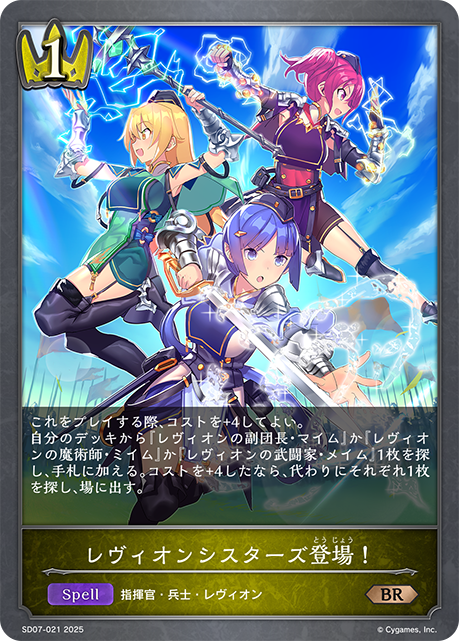 1
これをプレイする際、コストを+4してよい。
自分のデッキから『レヴィオンの副団長・マイム』か『レヴィオ
ンの魔術師・ミイム』か『レヴィオンの武闘家・メイム』1枚を探
し、手札に加える。コストを+4したなら、代わりにそれぞれ1枚
を探し、場に出す。
とうじょう
レヴィオンシスターズ登場！
Spell 指揮官・兵士・レヴィオン BR
SD07-021 2025 © Cygames, Inc.